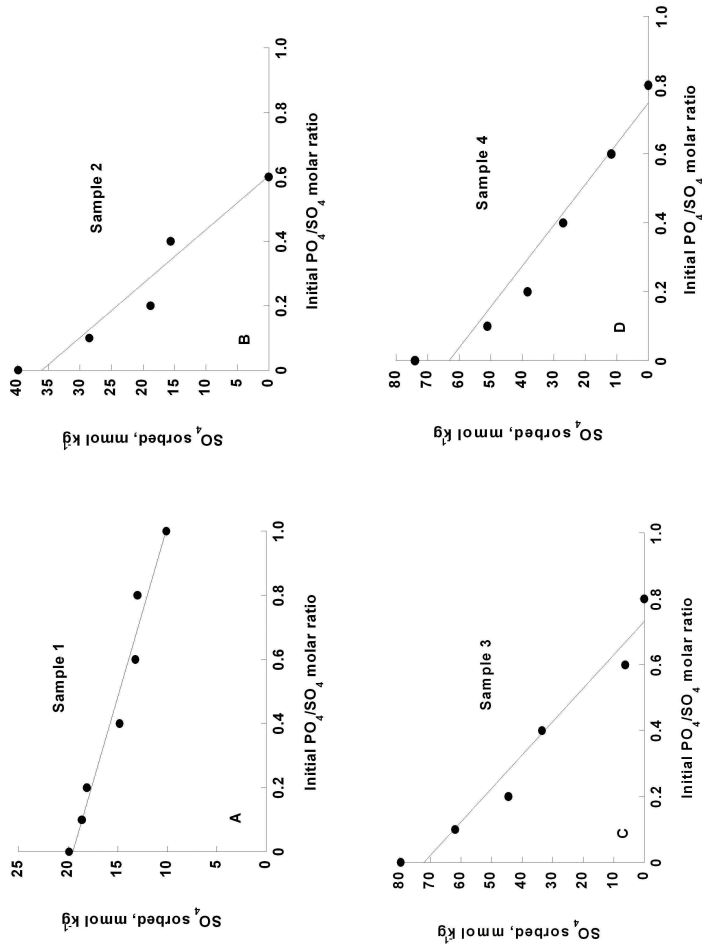 Sample 1
SO₄ sorbed, mmol kg⁻¹
25
20
15
10
5
0
A
0 0.2 0.4 0.6 0.8 1.0
Initial PO₄/SO₄ molar ratio
Sample 2
SO₄ sorbed, mmol kg⁻¹
40
35
30
25
20
15
10
5
0
B
0 0.2 0.4 0.6 0.8 1.0
Initial PO₄/SO₄ molar ratio
Sample 3
SO₄ sorbed, mmol kg⁻¹
80
70
60
50
40
30
20
10
0
C
0 0.2 0.4 0.6 0.8 1.0
Initial PO₄/SO₄ molar ratio
Sample 4
SO₄ sorbed, mmol kg⁻¹
80
70
60
50
40
30
20
10
0
D
0 0.2 0.4 0.6 0.8 1.0
Initial PO₄/SO₄ molar ratio